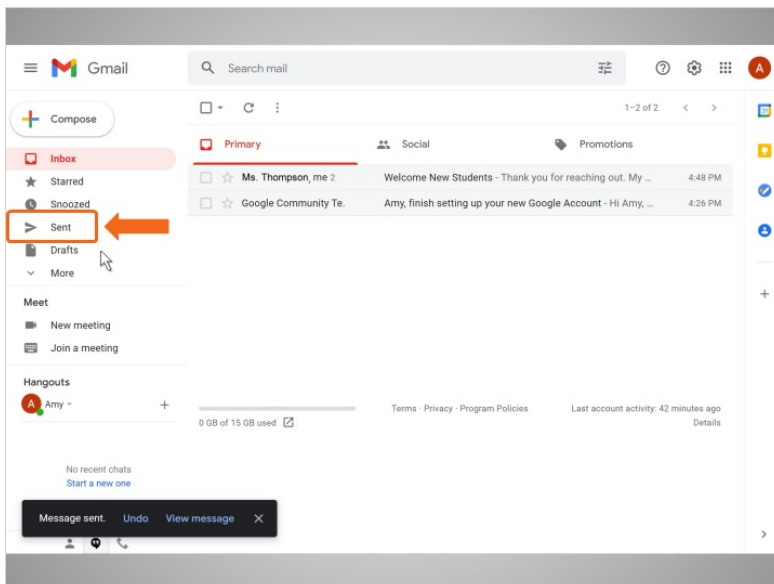 Gmail
Search mail
A
Compose
1–2 of 2
Primary
Social
Promotions
Inbox
Ms. Thompson, me 2 Welcome New Students - Thank you for reaching out. My ... 4:48 PM
Starred
Snoozed
Google Community Te. Amy, finish setting up your new Google Account - Hi Amy, ... 4:26 PM
Sent
Drafts
More
Meet
New meeting
Join a meeting
Hangouts
A Amy
Terms · Privacy · Program Policies
Last account activity: 42 minutes ago
0 GB of 15 GB used
Details
No recent chats
Start a new one
Message sent. Undo View message